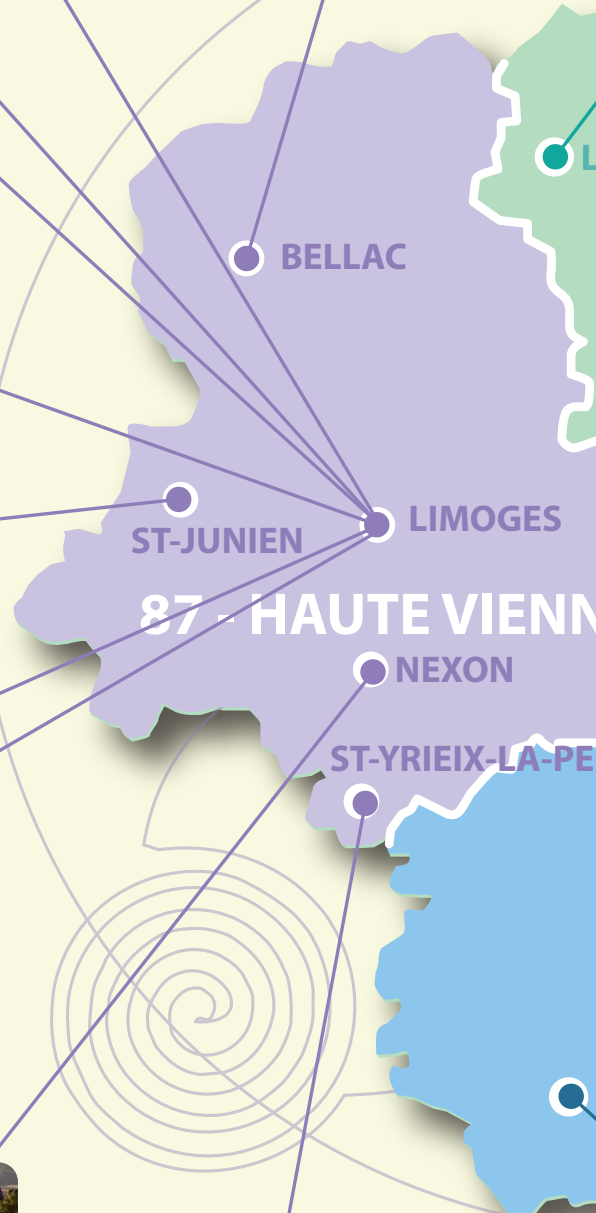 L
BELLAC
LIMOGES
ST-JUNIEN
87 - HAUTE VIENN
NEXON
ST-YRIEIX-LA-PE